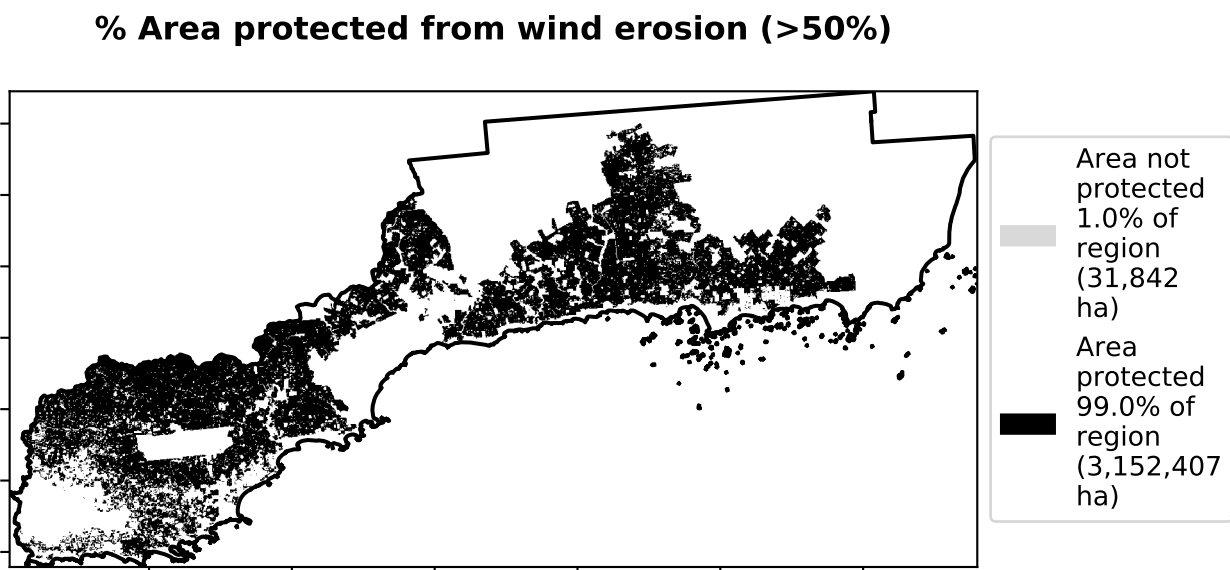 % Area protected from wind erosion (>50%)
Area not
protected
1.0% of
region
(31,842
ha)
Area
protected
99.0% of
region
(3,152,407
ha)